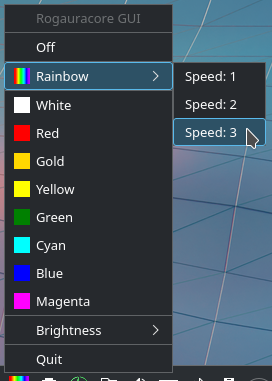 Rogauracore GUI
Off
Rainbow
Speed: 1
Speed: 2
Speed: 3
White
Red
Gold
Yellow
Green
Cyan
Blue
Magenta
Brightness
Quit